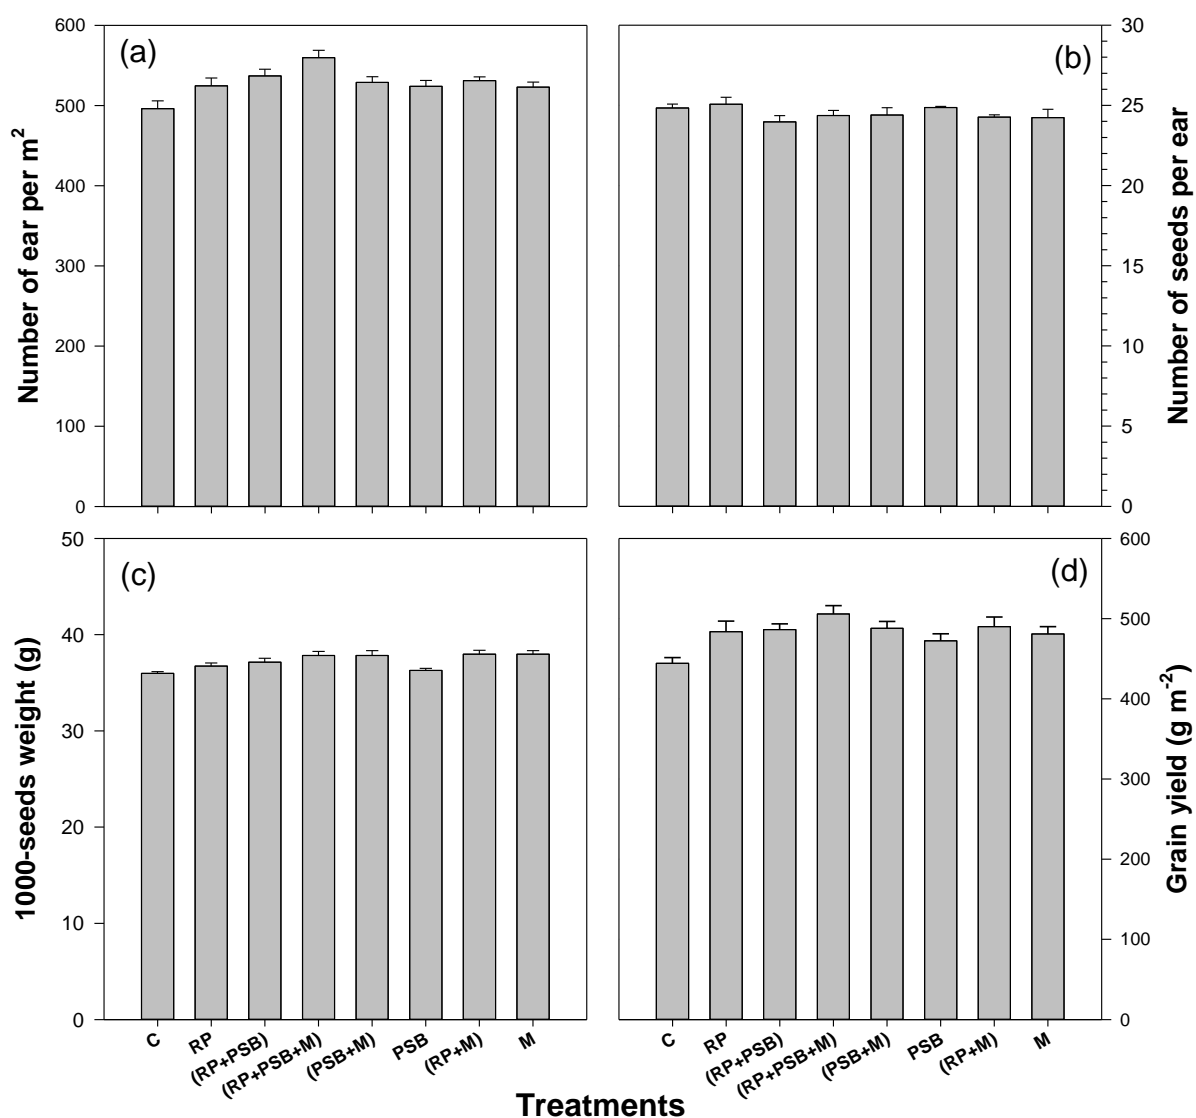 (a)
Number of ear per m2
600
500
400
300
200
100
0
(b)
30
25
20
15
10
5
0
Number of seeds per ear
(c)
1000-seeds weight (g)
50
40
30
20
10
0
C
RP
(RP+PSB)
(RP+PSB+M)
(PSB+M)
PSB
(RP+M)
M
(d)
600
500
400
300
200
100
0
Grain yield (g m-2)
C
RP
(RP+PSB)
(RP+PSB+M)
(PSB+M)
PSB
(RP+M)
M
Treatments